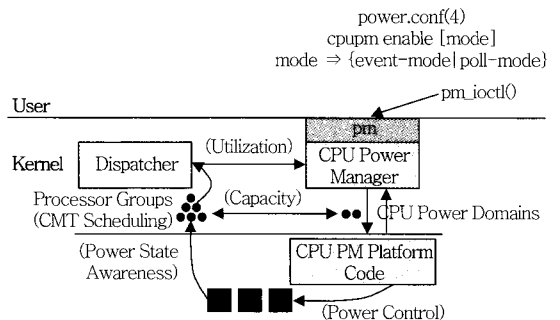 power.conf(4)
cpupm enable [mode]
mode ⇒ {event-mode|poll-mode}
pm_ioctl()
User
pm
Kernel
Dispatcher
(Utilization)
CPU Power
Manager
Processor Groups
(CMT Scheduling)
(Capacity)
CPU Power Domains
(Power State
Awareness)
CPU PM Platform
Code
(Power Control)